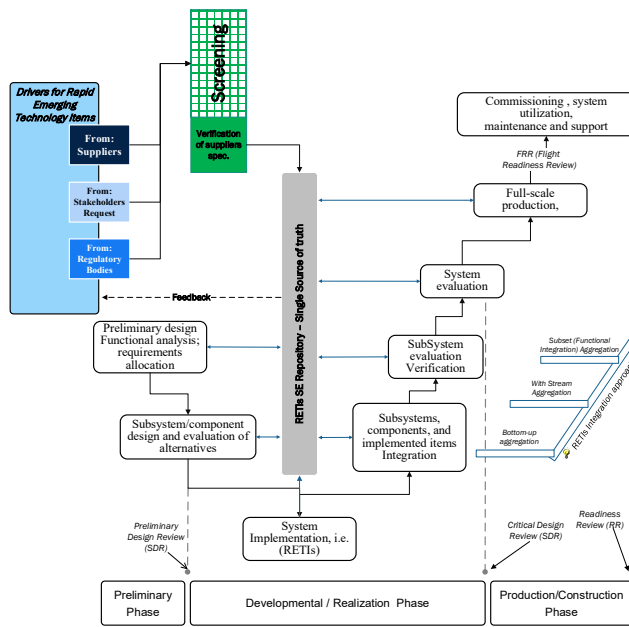 Drivers for Rapid
Emerging
Technology items
From:
Suppliers
From:
Stakeholders
Request
From:
Regulatory
Bodies
Screening
Verification
of suppliers
spec.
Feedback
RETIs SE Repository – Single Source of truth
Preliminary design
Functional analysis;
requirements
allocation
Subsystem/component
design and evaluation of
alternatives
System
Implementation, i.e.
(RETIs)
Subsystems,
components, and
implemented items
Integration
SubSystem
evaluation
Verification
System
evaluation
Full-scale
production,
FRR (Flight
Readiness Review)
Commissioning , system
utilization,
maintenance and support
Subset (Functional
Integration) Aggregation
With Stream
Aggregation
Bottom-up
aggregation
RETIs Integration approach
Preliminary
Design Review
(SDR)
Critical Design
Review (SDR)
Readiness
Review (RR)
Preliminary
Phase
Developmental / Realization Phase
Production/Construction
Phase